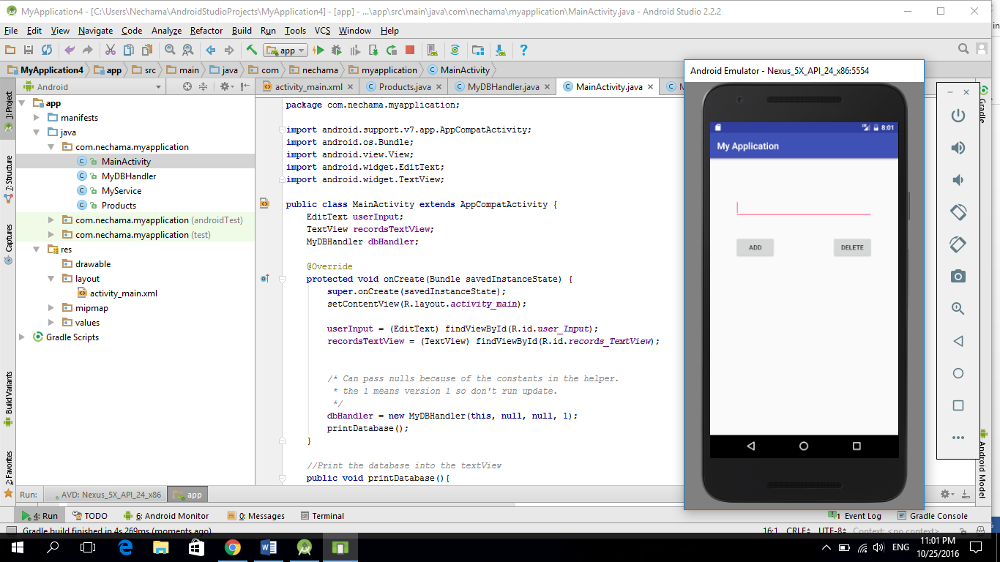 MyApplication4 - [C:\Users\Nechama\AndroidStudioProjects\MyApplication4] - [app] - ...\app\src\main\java\com\nechama\myapplication\MainActivity.java - Android Studio 2.2.2
File Edit View Navigate Code Analyze Refactor Build Run Tools VCS Window Help
app
MyApplication4 app src main java com nechama myapplication MainActivity
Android
activity_main.xml Products.java MyDBHandler.java MainActivity.java
1: Project
7: Structure
Captures
Build Variants
2: Favorites
app
manifests
java
com.nechama.myapplication
MainActivity
MyDBHandler
MyService
Products
com.nechama.myapplication (androidTest)
com.nechama.myapplication (test)
res
drawable
layout
activity_main.xml
mipmap
values
Gradle Scripts
package com.nechama.myapplication;
import android.support.v7.app.AppCompatActivity;
import android.os.Bundle;
import android.view.View;
import android.widget.EditText;
import android.widget.TextView;
public class MainActivity extends AppCompatActivity {
EditText userInput;
TextView recordsTextView;
MyDBHandler dbHandler;
@Override
protected void onCreate(Bundle savedInstanceState) {
super.onCreate(savedInstanceState);
setContentView(R.layout.activity_main);
userInput = (EditText) findViewById(R.id.user_Input);
recordsTextView = (TextView) findViewById(R.id.records_TextView);
/* Can pass nulls because of the constants in the helper.
* the 1 means version 1 so don't run update.
*/
dbHandler = new MyDBHandler(this, null, null, 1);
printDatabase();
}
//Print the database into the textView
public void printDatabase(){
Android Emulator - Nexus_5X_API_24_x86:5554
8:01
My Application
ADD DELETE
Gradle
Android Model
Run: AVD: Nexus_5X_API_24_x86 app
4: Run TODO 6: Android Monitor 0: Messages Terminal 1 Event Log Gradle Console
Gradle build finished in 4s 269ms (moments ago) 16:1 CRLF UTF-8 Context: <no context>
ENG
11:01 PM
10/25/2016